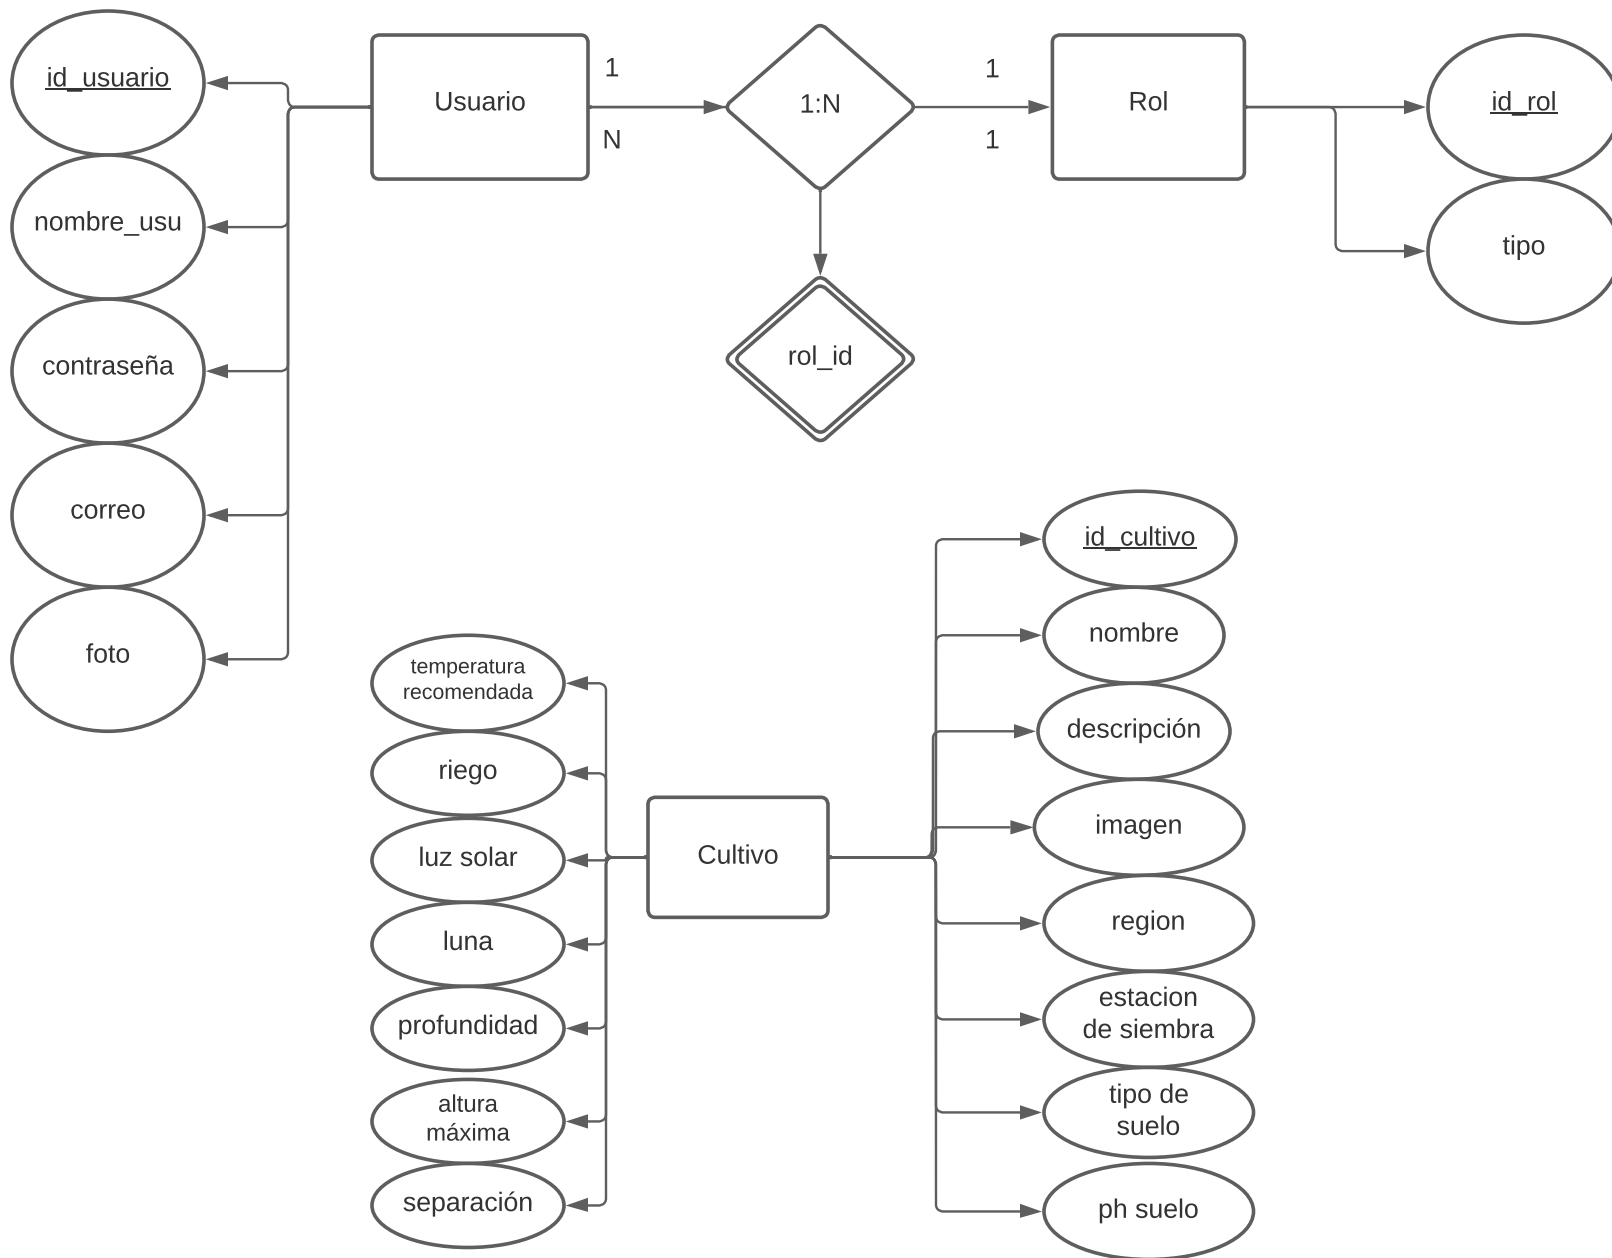 id_usuario
nombre_usu
contraseña
correo
foto
Usuario
1
N
1:N
1
1
Rol
id_rol
tipo
rol_id
temperatura
recomendada
riego
luz solar
luna
profundidad
altura
máxima
separación
Cultivo
id_cultivo
nombre
descripción
imagen
region
estacion
de siembra
tipo de
suelo
ph suelo